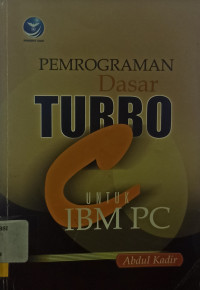 PEMROGRAMAN
Dasar
TURBO
C
UNTUK
IBM PC
Abdul Kadir